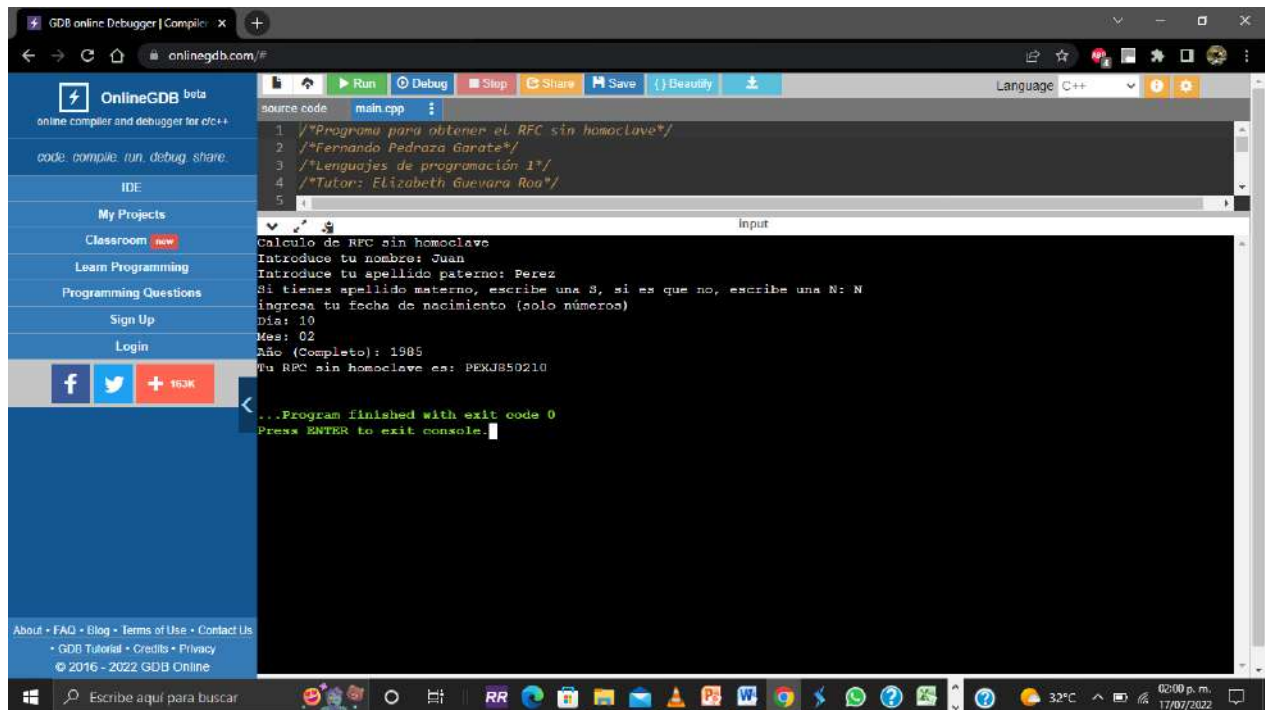 GDB online Debugger | Compiler
onlinegdb.com/#
OnlineGDB beta
online compiler and debugger for c/c++
code. compile. run. debug. share.
IDE
My Projects
Classroom new
Learn Programming
Programming Questions
Sign Up
Login
163K
About • FAQ • Blog • Terms of Use • Contact Us
• GDB Tutorial • Credits • Privacy
© 2016 - 2022 GDB Online
Run Debug Stop Share Save {} Beautify
Language C++
source code main.cpp
1 /*Programa para obtener el RFC sin homoclave*/
2 /*Fernando Pedraza Garate*/
3 /*Lenguajes de programación 1*/
4 /*Tutor: Elizabeth Guevara Roa*/
5
input
Calculo de RFC sin homoclave
Introduce tu nombre: Juan
Introduce tu apellido paterno: Perez
Si tienes apellido materno, escribe una S, si es que no, escribe una N: N
ingresa tu fecha de nacimiento (solo números)
Dia: 10
Mes: 02
Año (Completo): 1985
Tu RFC sin homoclave es: PEXJ850210
...Program finished with exit code 0
Press ENTER to exit console.
Escribe aquí para buscar
RR
32°C
02:00 p. m.
17/07/2022